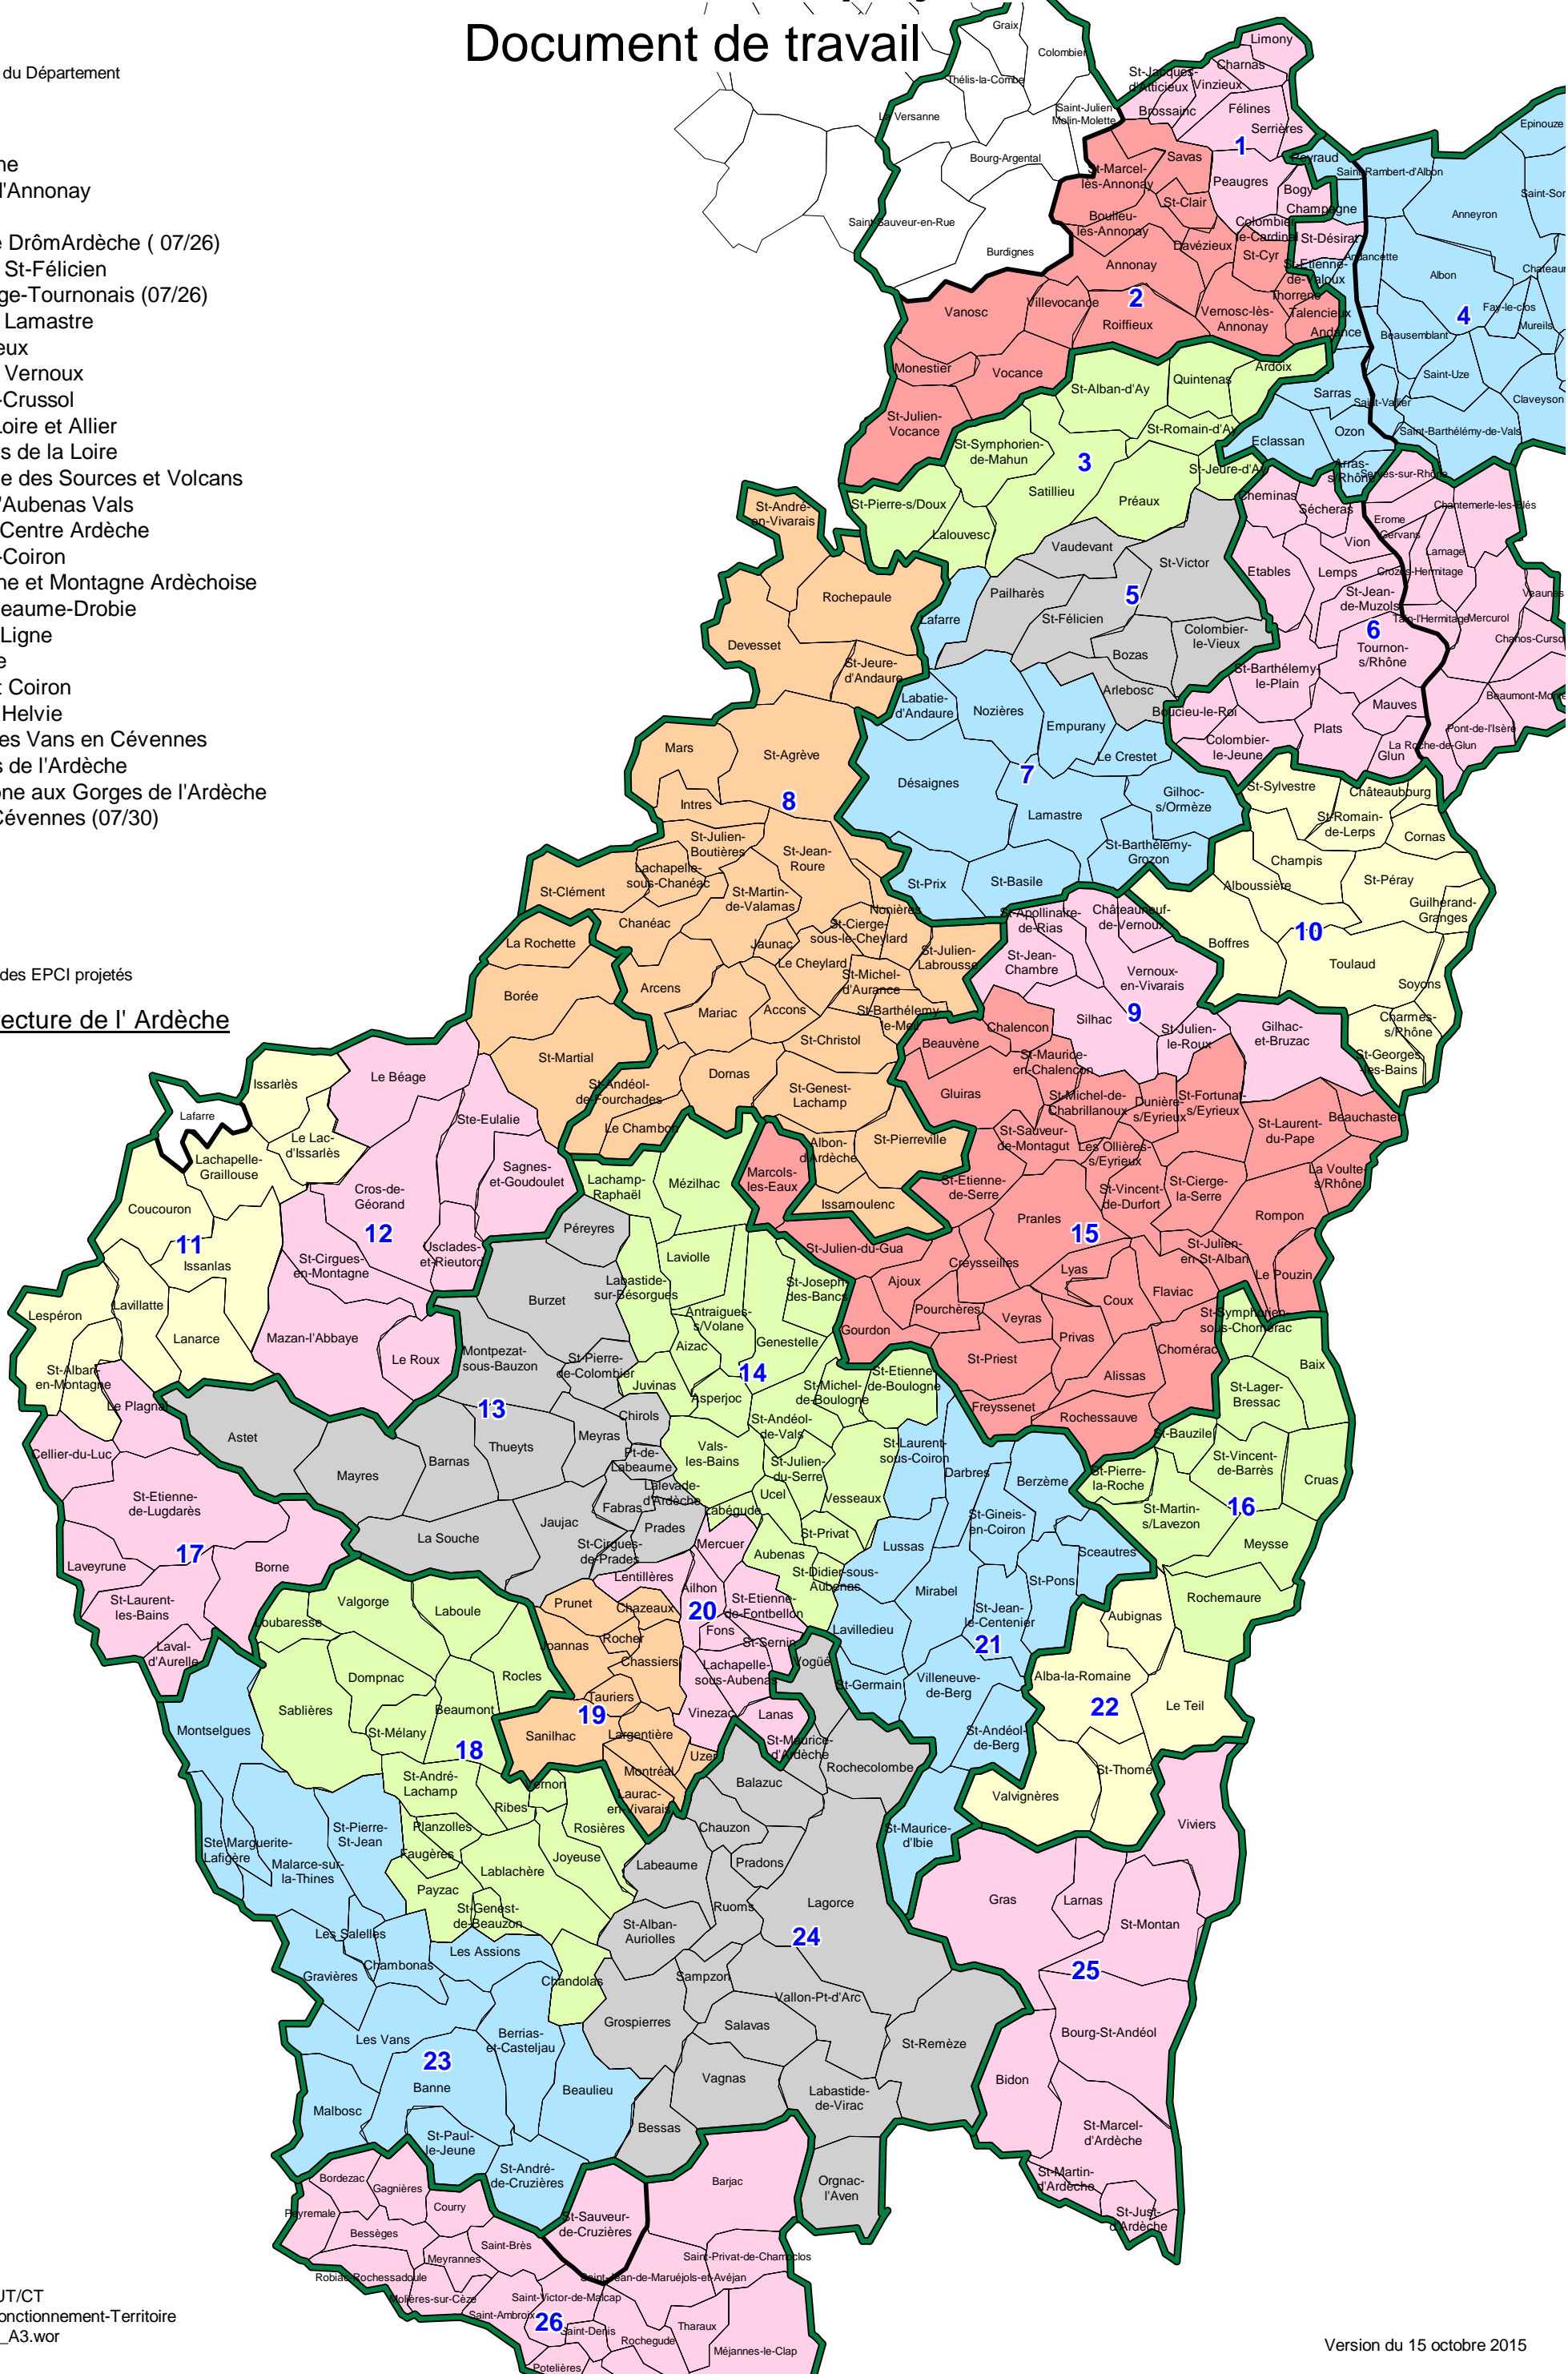 Document de travail
du Département
ne
l'Annonay
e DrômArdèche ( 07/26)
St-Félicien
ge-Tournonais (07/26)
Lamastre
eux
Vernoux
-Crussol
Loire et Allier
s de la Loire
e des Sources et Volcans
'Aubenas Vals
Centre Ardèche
-Coiron
ne et Montagne Ardèchoise
eaume-Drobie
Ligne
e
t Coiron
Helvie
es Vans en Cévennes
s de l'Ardèche
ône aux Gorges de l'Ardèche
Cévennes (07/30)
des EPCI projetés
ecture de l' Ardèche
Graix
Colombier
Thélis-la-Combe
La Versanne
Saint-Julien
Molin-Molette
Bourg-Argental
Saint-Sauveur-en-Rue
Burdignes
Limony
Charnas
St-Jacques-
d'Atticieux
Vinzieux
Brossainc
Félines
Serrières
1
Peyraud
Savas
Peaugres
Bogy
Champagne
St-Marcel-
lès-Annonay
St-Clair
Boulieu-
lès-Annonay
Colombier-
le-Cardinal
St-Désirat
Davézieux
St-Cyr
St-Etienne-
de-Valoux
Annonay
Thorrenc
Talencieux
Andance
Vanosc
Villevocance
2
Roiffieux
Vernosc-lès-
Annonay
Monestier
Vocance
St-Julien-
Vocance
Epinouze
Saint-Rambert-d'Albon
Saint-Sor
Anneyron
Andancette
Albon
Chateau
4
Fay-le-clos
Mureils
Beausemblant
Saint-Uze
Claveyson
Saint-Vallier
Saint-Barthélémy-de-Vals
Sarras
Ozon
Eclassan
Arras-
s/Rhône
St-Alban-d'Ay
Quintenas
Ardoix
St-Romain-d'Ay
St-Symphorien-
de-Mahun
3
St-Jeure-d'Ay
Satillieu
Préaux
St-Pierre-s/Doux
Lalouvesc
Serves-sur-Rhône
Chantemerle-les-Blés
Cheminas
Sécheras
Erome
Gervans
Vion
Larnage
Etables
Lemps
Crozes-Hermitage
Veaunes
St-Jean-
de-Muzols
Tain-l'Hermitage
Mercurol
6
Chanos-Curso
Tournon-
s/Rhône
St-Barthélemy-
le-Plain
Beaumont-Mon
Mauves
Boucieu-le-Roi
Plats
Pont-de-l'Isère
Colombier-
le-Jeune
La Roche-de-Glun
Glun
Vaudevant
St-Victor
Pailharès
5
St-Félicien
Colombier-
le-Vieux
Bozas
Arlebosc
St-André-
en-Vivarais
Rochepaule
Devesset
St-Jeure-
d'Andaure
Lafarre
Labatie-
d'Andaure
Nozières
Empurany
Le Crestet
Désaignes
7
Gilhoc-
s/Ormèze
Lamastre
St-Barthélemy-
Grozon
St-Prix
St-Basile
Mars
St-Agrève
Intres
8
St-Julien-
Boutières
St-Jean-
Roure
Lachapelle-
sous-Chanéac
St-Clément
St-Martin-
de-Valamas
Nonières
Chanéac
St-Cierge-
sous-le-Cheylard
La Rochette
Jaunac
St-Julien-
Labrousse
Le Cheylard
St-Michel-
d'Aurance
Borée
Arcens
Accons
Mariac
St-Barthélemy-
le-Meil
St-Christol
St-Martial
Dornas
St-Andéol-
de-Fourchades
St-Genest-
Lachamp
Le Chambon
Albon-
d'Ardèche
St-Pierreville
Issamoulenc
St-Sylvestre
Châteaubourg
St-Romain-
de-Lerps
Cornas
Champis
Alboussière
St-Péray
Guilherand-
Granges
10
Boffres
Toulaud
Soyons
Charmes-
s/Rhône
St-Georges-
les-Bains
St-Apollinaire-
de-Rias
Châteauneuf-
de-Vernoux
St-Jean-
Chambre
Vernoux-
en-Vivarais
9
Silhac
St-Julien-
le-Roux
Gilhac-
et-Bruzac
Chalencon
Beauvène
St-Maurice-
en-Chalencon
Gluiras
St-Michel-de-
Chabrillanoux
Dunière-
s/Eyrieux
St-Fortunat-
s/Eyrieux
St-Laurent-
du-Pape
Beauchastel
St-Sauveur-
de-Montagut
Les Ollières-
s/Eyrieux
Marcols-
les-Eaux
St-Etienne-
de-Serre
St-Vincent-
de-Durfort
St-Cierge-
la-Serre
La Voulte-
s/Rhône
Pranles
15
Rompon
St-Julien-du-Gua
Creysseilles
St-Julien-
en-St-Alban
Ajoux
Lyas
Le Pouzin
Flaviac
Coux
Pourchères
Veyras
Gourdon
Privas
St-Priest
Chomérac
Alissas
Freyssenet
Rochessauve
Issarlès
Lafarre
Le Lac-
d'Issarlès
Lachapelle-
Graillouse
Coucouron
11
Issanlas
Lespéron
Lavillatte
Lanarce
St-Alban-
en-Montagne
Le Béage
Ste-Eulalie
Sagnes-
et-Goudoulet
Cros-de-
Géorand
12
Usclades-
et-Rieutord
St-Cirgues-
en-Montagne
Mazan-l'Abbaye
Le Roux
Le Plagnal
Péreyres
Burzet
Montpezat-
sous-Bauzon
St-Pierre-
de-Colombier
13
Chirols
Astet
Thueyts
Meyras
Barnas
Mayres
Pt-de-
Labeaume
Lalevade-
d'Ardèche
Fabras
Jaujac
Prades
La Souche
St-Cirgues-
de-Prades
Lachamp-
Raphaël
Mézilhac
Laviolle
Labastide-
sur-Bésorgues
St-Joseph-
des-Bancs
Antraigues-
s/Volane
Genestelle
Aizac
14
Juvinas
Asperjoc
St-Michel-
de-Boulogne
St-Etienne-
de-Boulogne
St-Andéol-
de-Vals
Vals-
les-Bains
St-Julien-
du-Serre
Ucel
Vesseaux
Labégude
St-Privat
Aubenas
St-Didier-sous-
Aubenas
St-Symphorien-
sous-Chomérac
Baix
St-Lager-
Bressac
St-Bauzile
St-Vincent-
de-Barrès
Cruas
St-Pierre-
la-Roche
16
St-Martin-
s/Lavezon
Meysse
Rochemaure
Cellier-du-Luc
St-Etienne-
de-Lugdarès
17
Laveyrune
Borne
St-Laurent-
les-Bains
Laval-
d'Aurelle
Valgorge
Loubaresse
Laboule
Dompnac
Rocles
Sablières
Beaumont
St-Mélany
18
St-André-
Lachamp
Vernon
Ribes
Planzolles
Rosières
Faugères
Joyeuse
Lablachère
Payzac
St-Genest-
de-Beauzon
Chandolas
Prunet
Chazeaux
Joannas
Rocher
Chassiers
Tauriers
19
Sanilhac
Largentière
Uzer
Montréal
Laurac-
en-Vivarais
Mercuer
Lentillères
Ailhon
St-Etienne-
de-Fontbellon
20
Fons
St-Sernin
Lachapelle-
sous-Aubenas
Vinezac
Lanas
St-Laurent-
sous-Coiron
Darbres
Berzème
St-Gineis-
en-Coiron
Lussas
Sceautres
St-Pons
Mirabel
St-Jean-
le-Centenier
Lavilledieu
21
St-Germain
Villeneuve-
de-Berg
St-Andéol-
de-Berg
St-Maurice-
d'Ibie
Aubignas
Alba-la-Romaine
22
Le Teil
St-Thomé
Valvignères
Vogüé
St-Maurice-
d'Ardèche
Rochecolombe
Balazuc
Chauzon
Pradons
Labeaume
Lagorce
Ruoms
St-Alban-
Auriolles
24
Sampzon
Vallon-Pt-d'Arc
Grospierres
Salavas
St-Remèze
Vagnas
Labastide-
de-Virac
Bessas
Orgnac-
l'Aven
Viviers
Gras
Larnas
St-Montan
25
Bourg-St-Andéol
Bidon
St-Marcel-
d'Ardèche
St-Martin-
d'Ardèche
St-Just-
d'Ardèche
Montselgues
St-Pierre-
St-Jean
Ste-Marguerite-
Lafigère
Malarce-sur-
la-Thines
Les Salelles
Les Assions
Chambonas
Gravières
Les Vans
Berrias-
et-Casteljau
23
Banne
Beaulieu
Malbosc
St-Paul-
le-Jeune
St-André-
de-Cruzières
St-Sauveur-
de-Cruzières
Barjac
Bordezac
Gagnières
Courry
Peyremale
Bessèges
Saint-Brès
Meyrannes
Robiac-Rochessadoule
Saint-Privat-de-Champclos
Saint-Jean-de-Maruéjols-et-Avéjan
Molières-sur-Cèze
Saint-Victor-de-Malcap
Saint-Ambroix
26
Saint-Denis
Tharaux
Rochegude
Méjannes-le-Clap
Potelières
UT/CT
onctionnement-Territoire
_A3.wor
Version du 15 octobre 2015